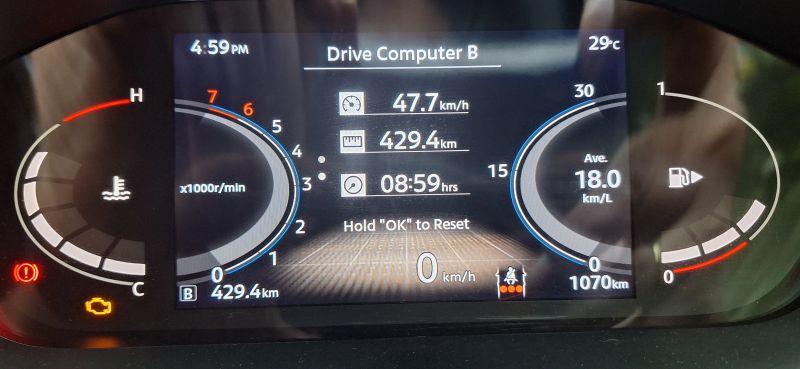 4:59 PM
Drive Computer B
29°C
H
7
6
5
4
3
2
1
0
x1000r/min
47.7 km/h
429.4 km
08:59 hrs
Hold "OK" to Reset
0 km/h
30
15
0
Ave.
18.0
km/L
1
0
C
B 429.4 km
1070 km